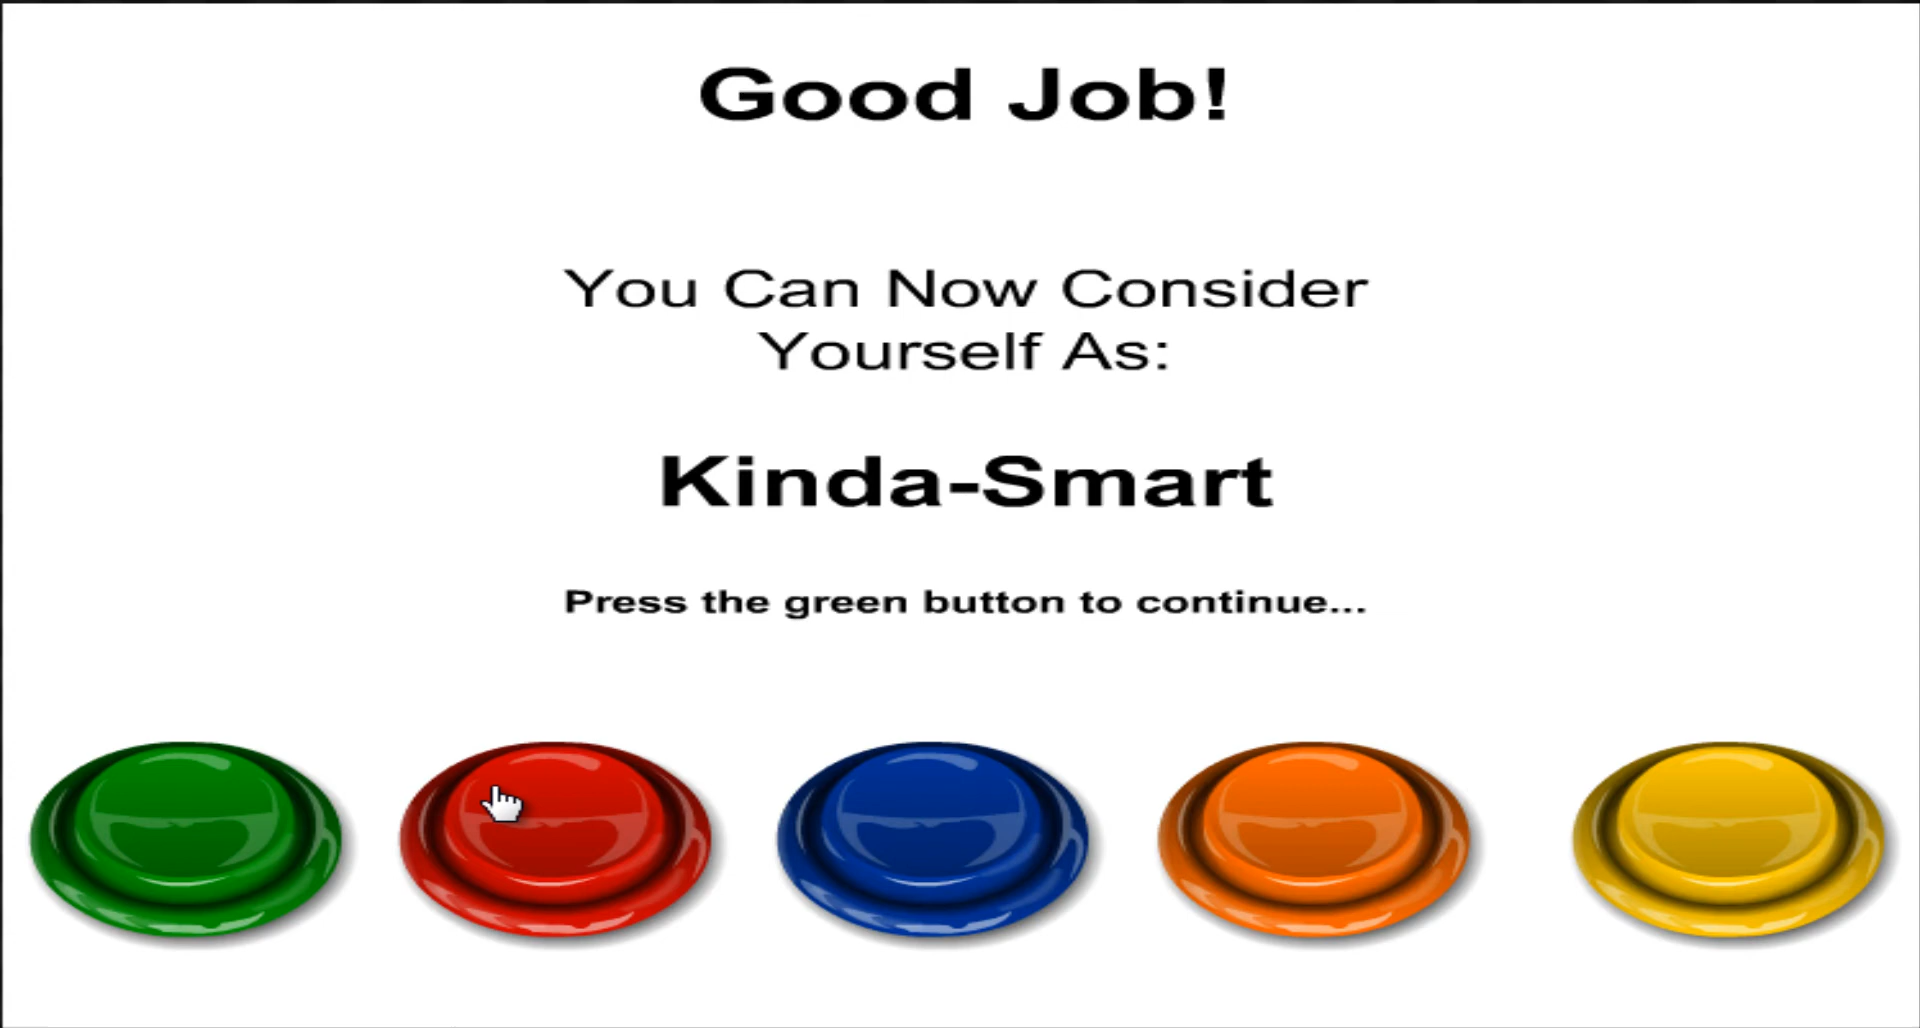 Good Job!
You Can Now Consider
Yourself As:
Kinda-Smart
Press the green button to continue...